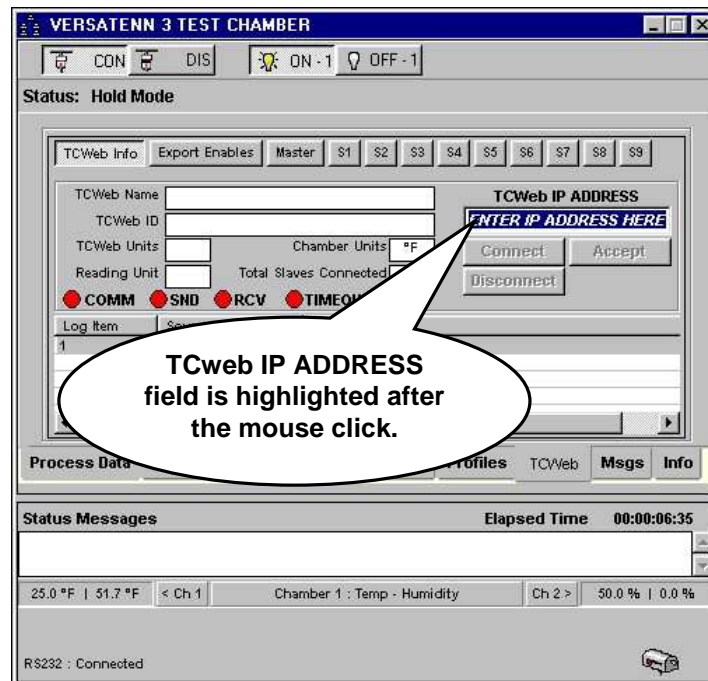 VERSATENN 3 TEST CHAMBER
CON DIS ON - 1 OFF - 1
Status: Hold Mode
TCWeb Info Export Enables Master S1 S2 S3 S4 S5 S6 S7 S8 S9
TCWeb Name
TCWeb ID
TCWeb Units Chamber Units °F
Reading Unit Total Slaves Connected
TCWeb IP ADDRESS
ENTER IP ADDRESS HERE
Connect Accept
Disconnect
COMM SND RCV
Log Item
1
TCweb IP ADDRESS
field is highlighted after
the mouse click.
Process Data TCWeb Msgs Info
Status Messages Elapsed Time 00:00:06:35
25.0 °F | 51.7 °F < Ch 1 Chamber 1 : Temp - Humidity Ch 2 > 50.0 % | 0.0 %
RS232 : Connected